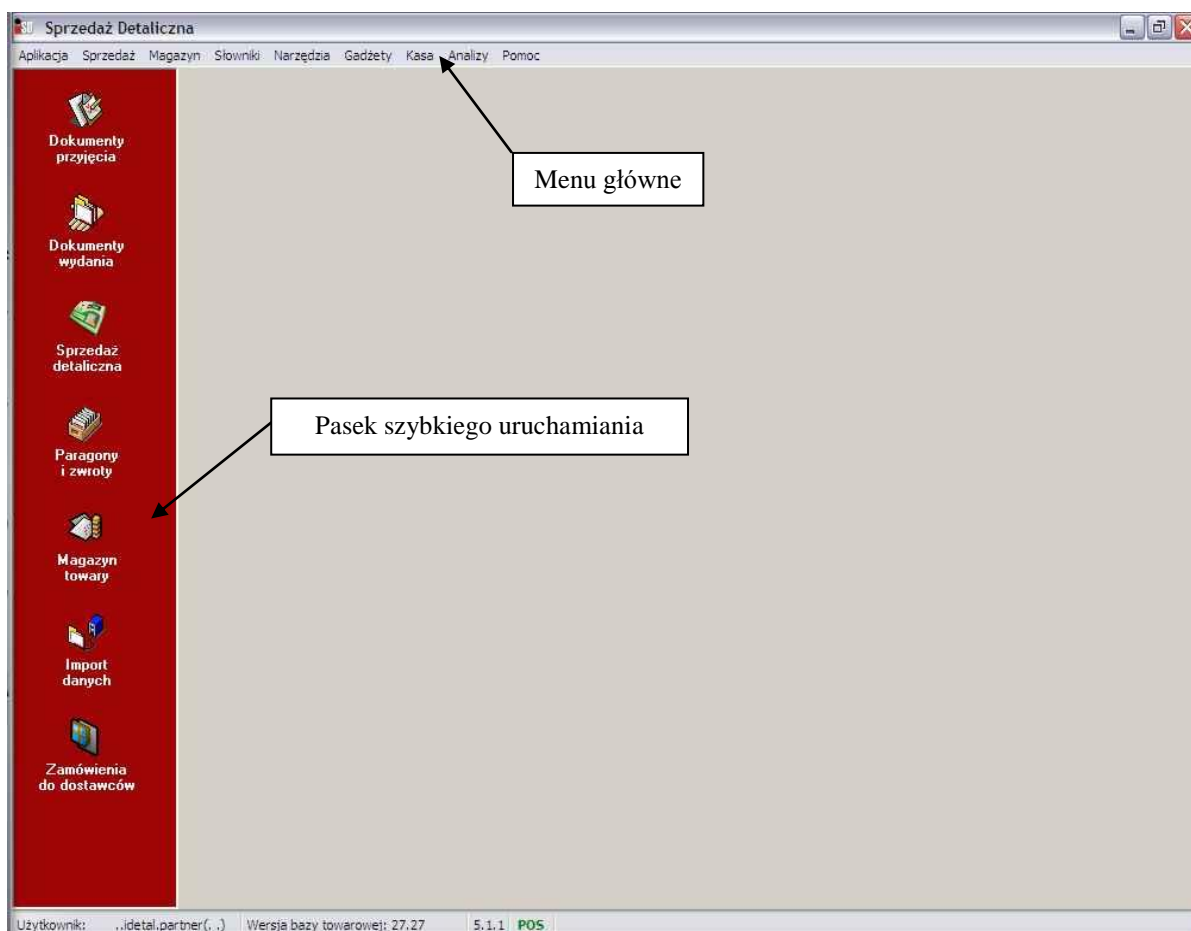 Sprzedaż Detaliczna
Aplikacja Sprzedaż Magazyn Słowniki Narzędzia Gadżety Kasa Analizy Pomoc
Dokumenty
przyjęcia
Menu główne
Dokumenty
wydania
Sprzedaż
detaliczna
Pasek szybkiego uruchamiania
Paragony
i zwroty
Magazyn
towary
Import
danych
Zamówienia
do dostawców
Użytkownik: ..idetal.partner(. .) Wersja bazy towarowej: 27.27 5.1.1 POS